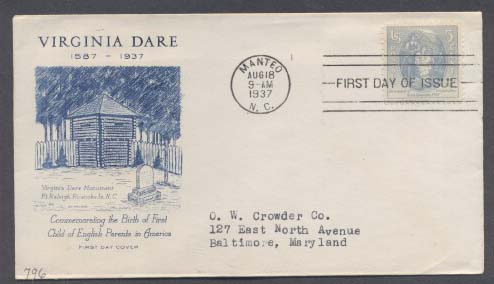 VIRGINIA DARE
1587 - 1937
Virginia Dare Monument
Ft. Raleigh, Roanoke Is. N.C.
Commemorating the Birth of First
Child of English Parents in America
FIRST DAY COVER
MANTEO
AUG 18
9-AM
1937
N. C.
FIRST DAY OF ISSUE
O. W. Crowder Co.
127 East North Avenue
Baltimore, Maryland
796